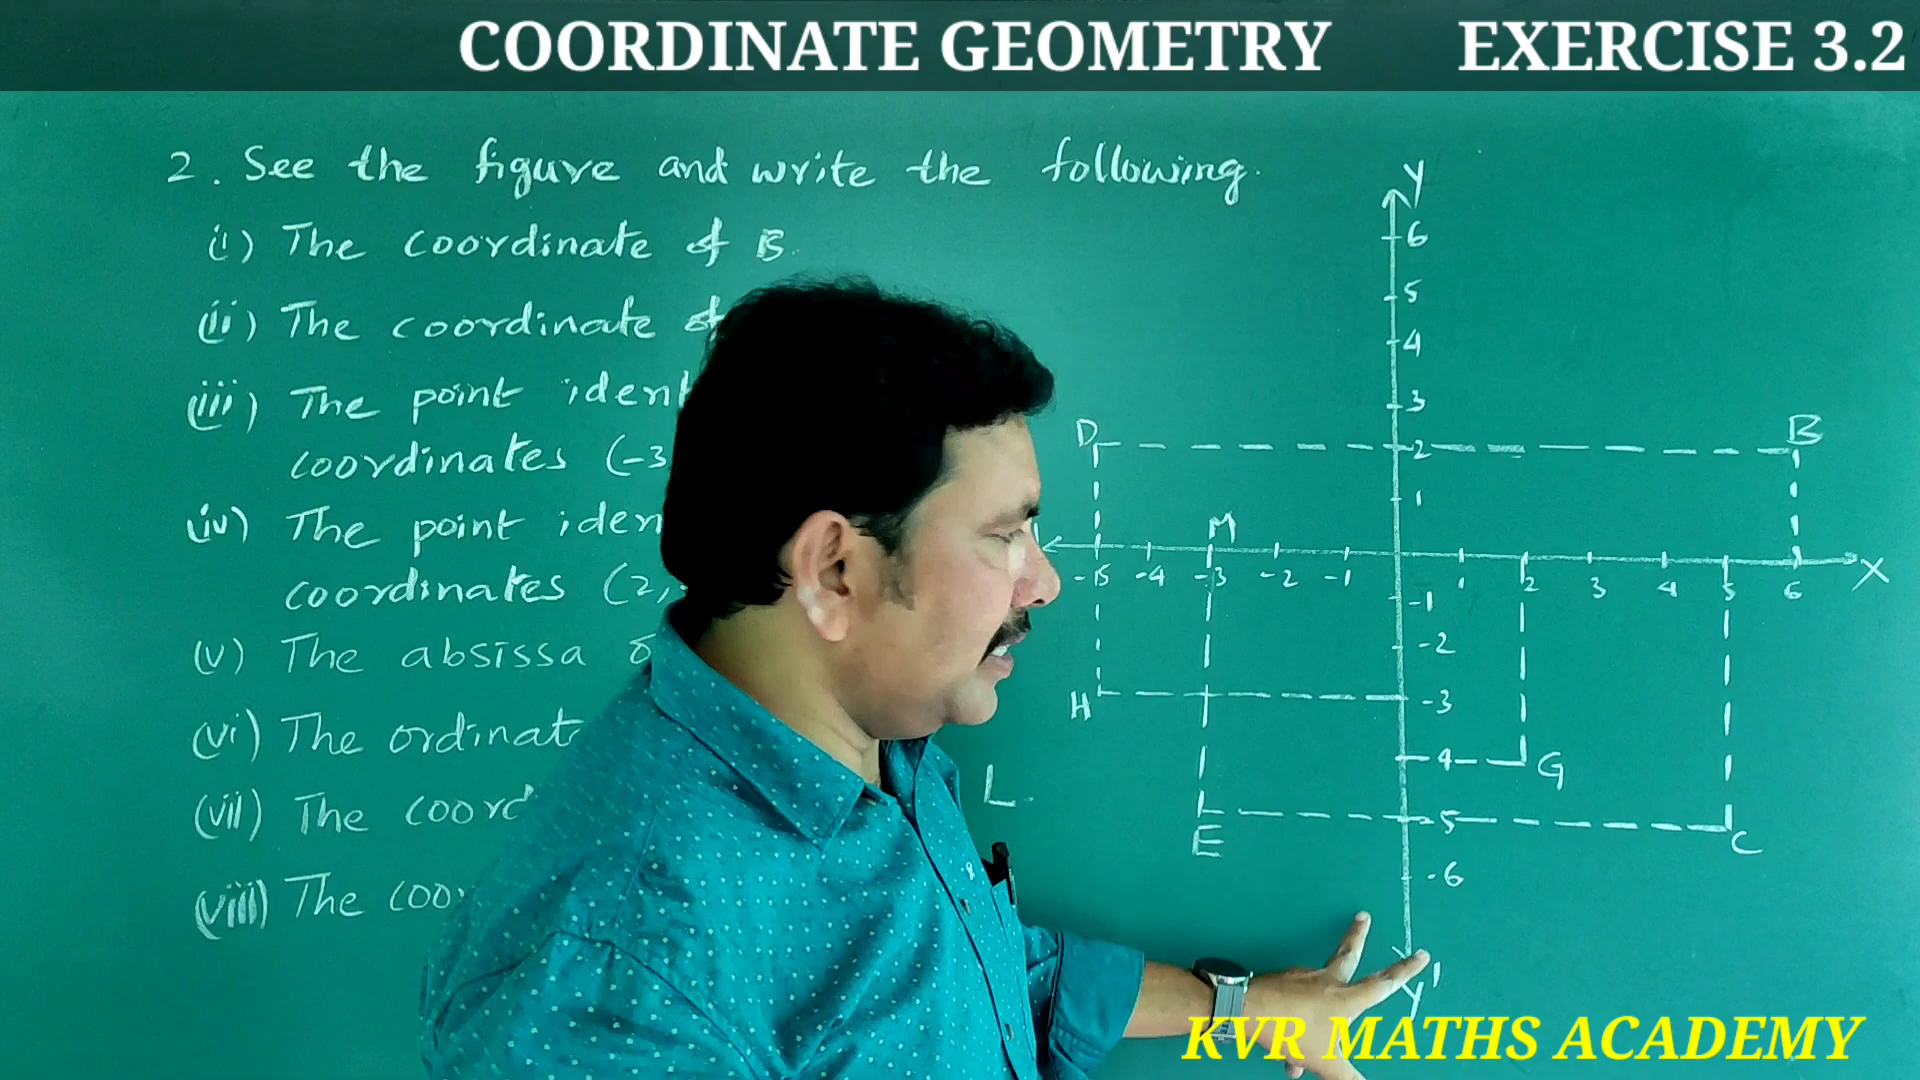 COORDINATE GEOMETRY EXERCISE 3.2
2. See the figure and write the following.
(i) The coordinate of B.
(ii) The coordinate of
(iii) The point
coordinates (-3
(iv) The point
coordinates (2,
(v) The absissa
(vi) The
(vii) The
(viii) The
L.
Y
6
5
4
3
D 2 B
1
M
-5 -4 -3 -2 -1 1 2 3 4 5 6 X
-1
-2
H -3
-4 G
-5
E C
-6
Y'
KVR MATHS ACADEMY